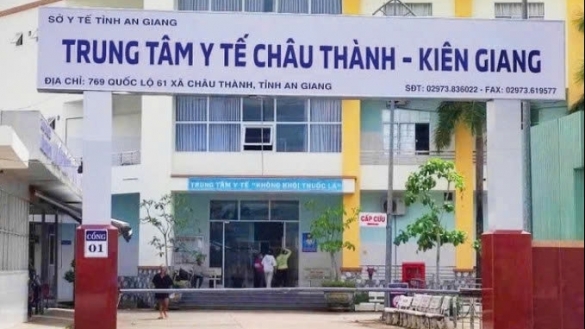 SỞ Y TẾ TỈNH AN GIANG
TRUNG TÂM Y TẾ CHÂU THÀNH - KIÊN GIANG
ĐỊA CHỈ: 769 QUỐC LỘ 61 XÃ CHÂU THÀNH, TỈNH AN GIANG
SĐT: 02973.836022 - FAX: 02973.619577
TRUNG TÂM Y TẾ "KHÔNG KHÓI THUỐC LÁ"
CẤP CỨU
CỔNG
01